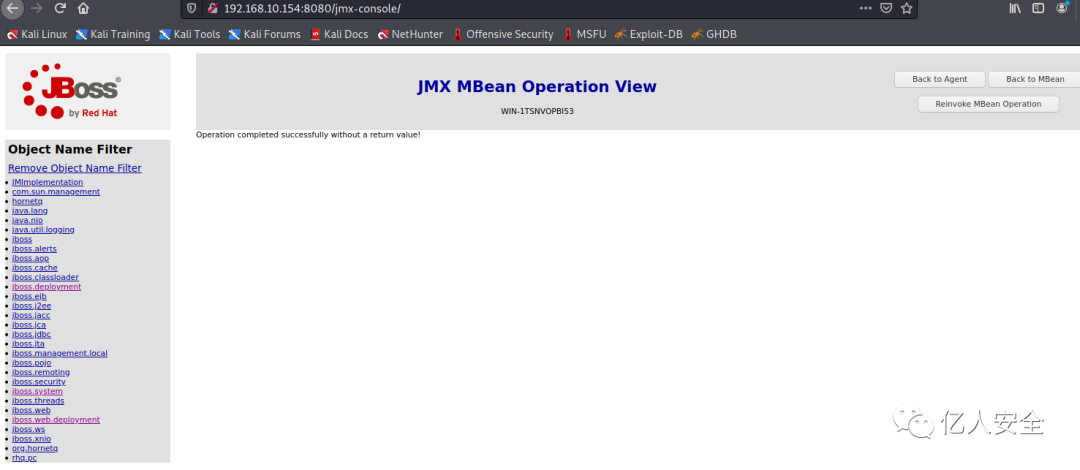 192.168.10.154:8080/jmx-console/
Kali Linux Kali Training Kali Tools Kali Forums Kali Docs NetHunter Offensive Security MSFU Exploit-DB GHDB
JBoss®
by Red Hat
JMX MBean Operation View
WIN-1TSNVOPBI53
Back to Agent Back to MBean
Reinvoke MBean Operation
Operation completed successfully without a return value!
Object Name Filter
Remove Object Name Filter
JMImplementation
com.sun.management
hornetq
java.lang
java.nio
java.util.logging
jboss
jboss.alerts
jboss.aop
jboss.cache
jboss.classloader
jboss.deployment
jboss.ejb
jboss.j2ee
jboss.jacc
jboss.jca
jboss.jdbc
jboss.jta
jboss.management.local
jboss.pojo
jboss.remoting
jboss.security
jboss.system
jboss.threads
jboss.web
jboss.web.deployment
jboss.ws
jboss.xnio
org.hornetq
rhq.pc
亿人安全